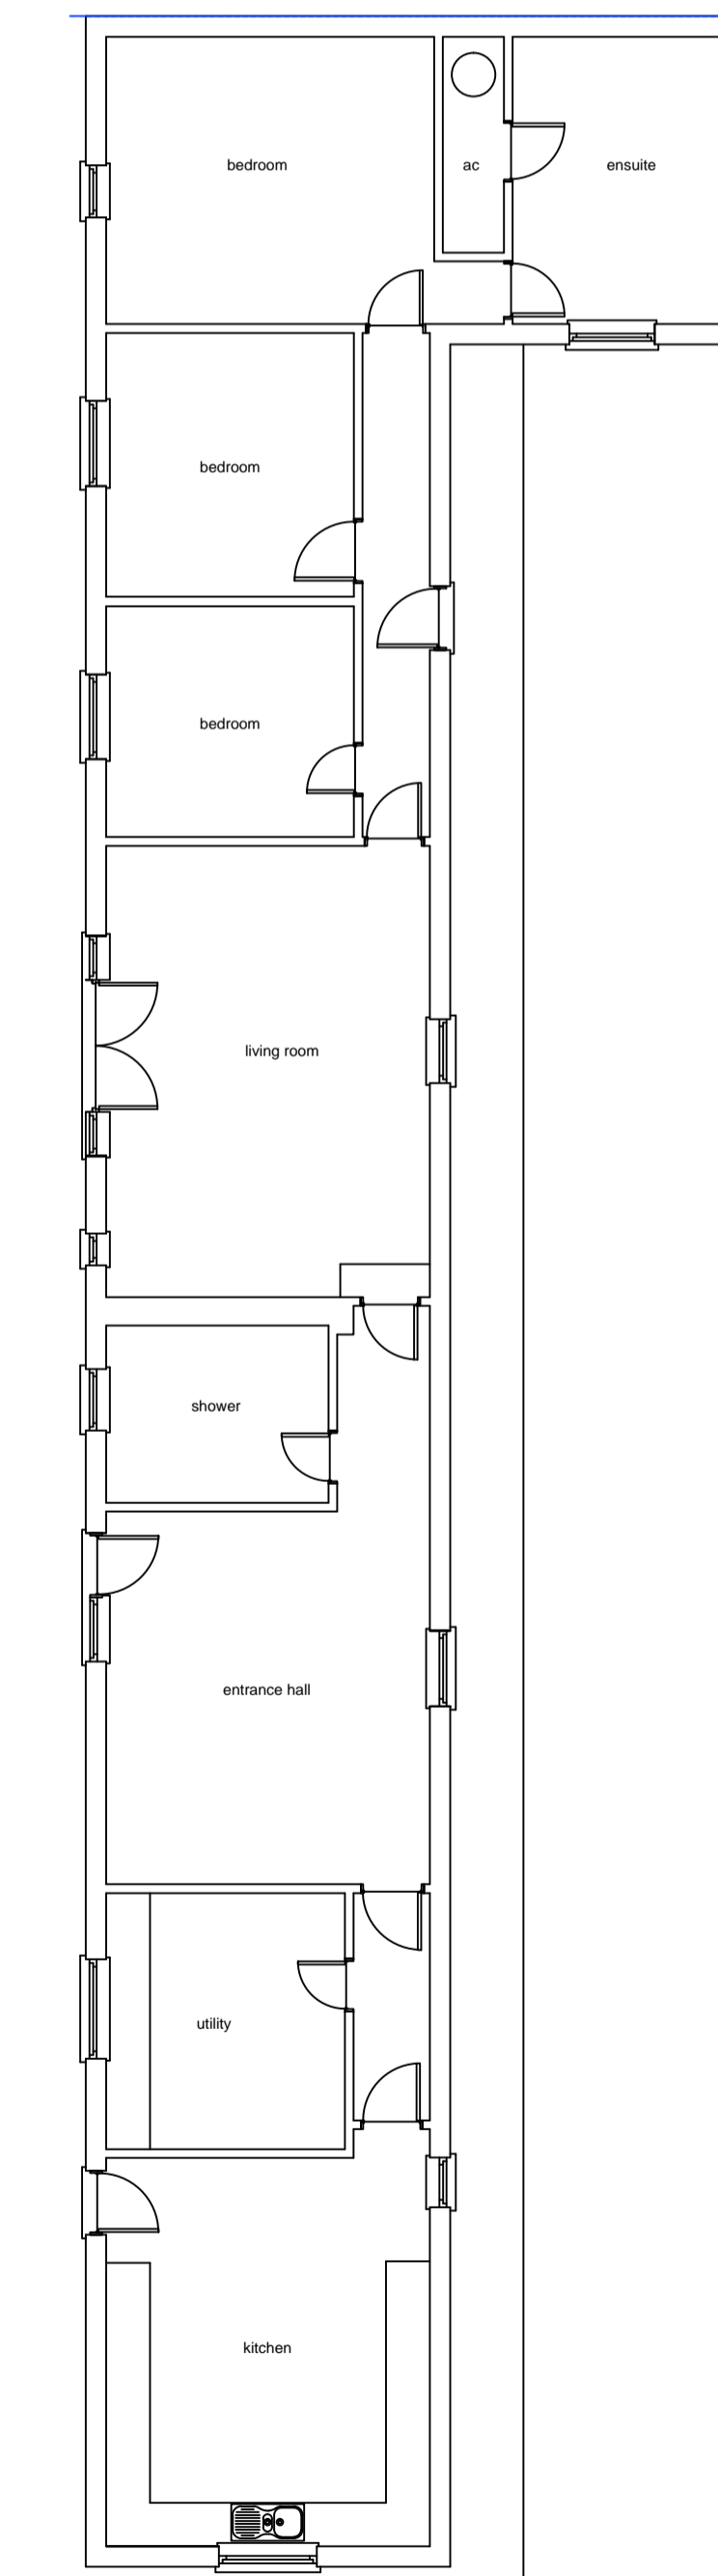 bedroom
ac
ensuite
bedroom
bedroom
living room
shower
entrance hall
utility
kitchen